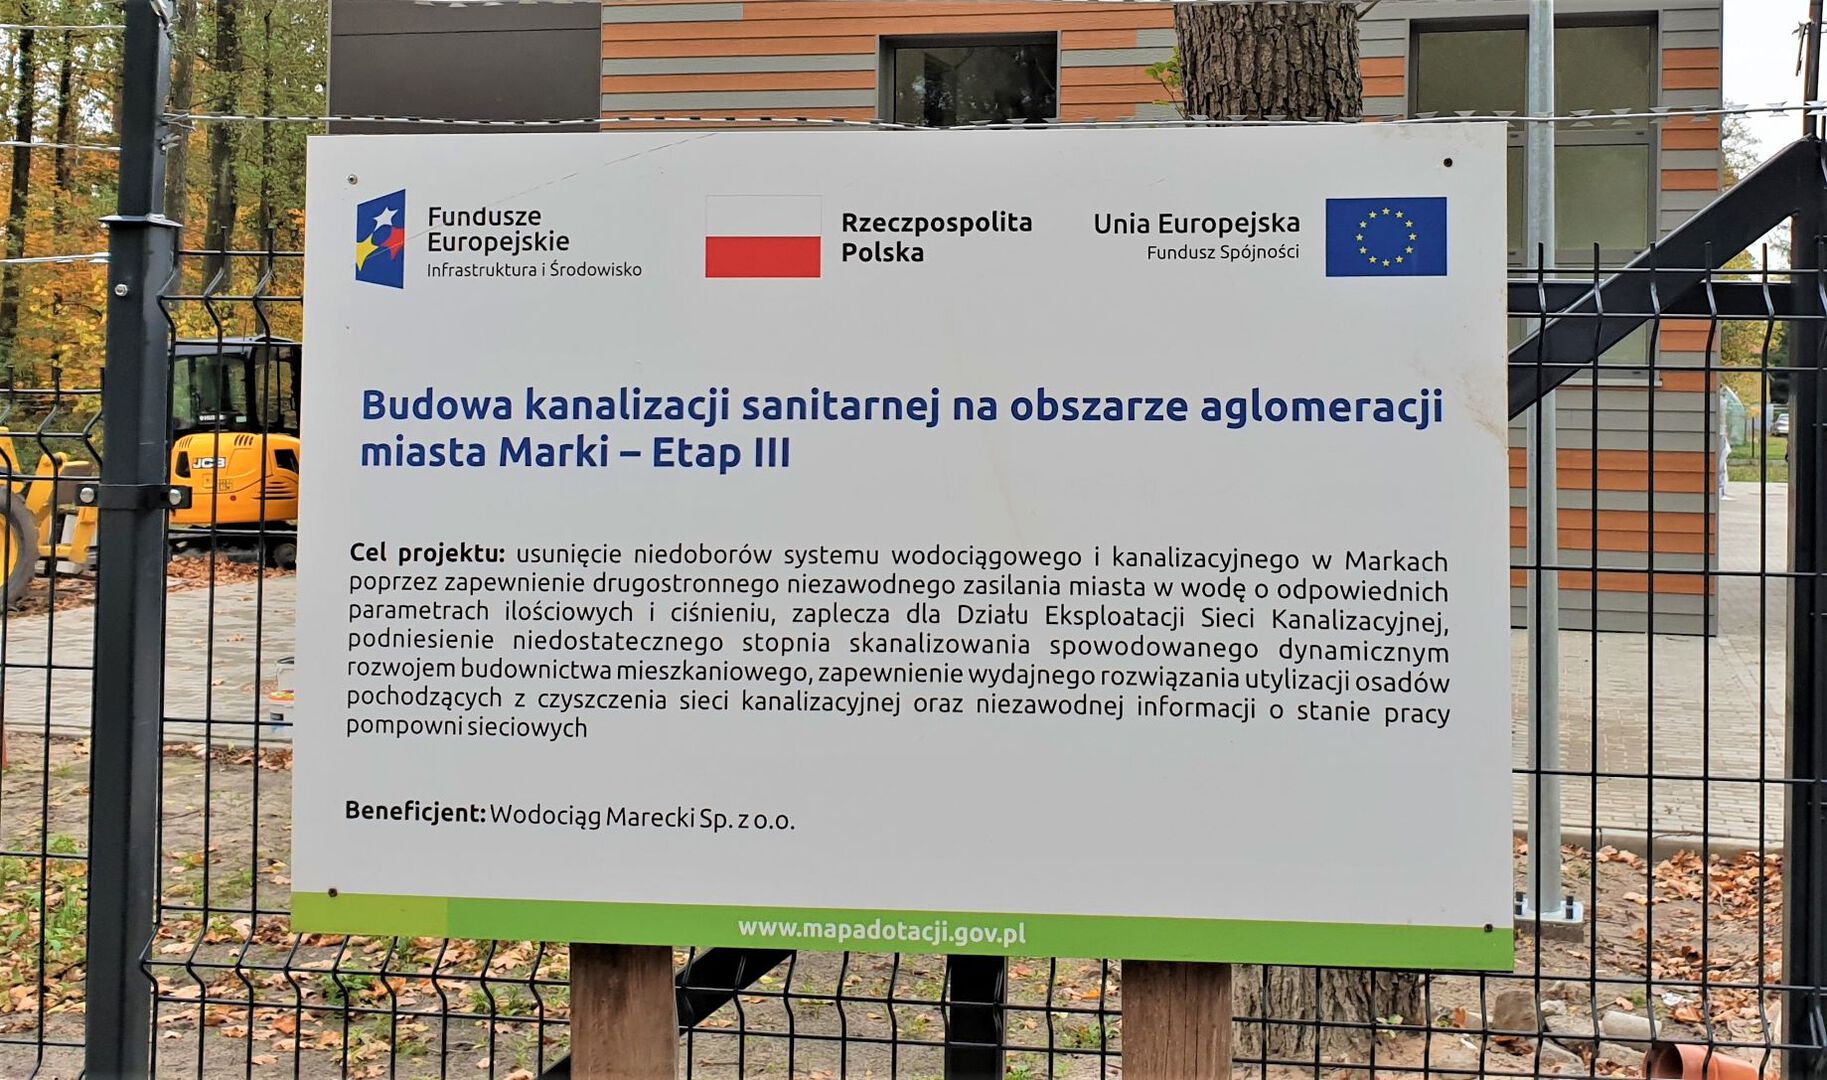 Fundusze
Europejskie
Infrastruktura i Środowisko
Rzeczpospolita
Polska
Unia Europejska
Fundusz Spójności
Budowa kanalizacji sanitarnej na obszarze aglomeracji
miasta Marki – Etap III
Cel projektu: usunięcie niedoborów systemu wodociągowego i kanalizacyjnego w Markach
poprzez zapewnienie drugostronnego niezawodnego zasilania miasta w wodę o odpowiednich
parametrach ilościowych i ciśnieniu, zaplecza dla Działu Eksploatacji Sieci Kanalizacyjnej,
podniesienie niedostatecznego stopnia skanalizowania spowodowanego dynamicznym
rozwojem budownictwa mieszkaniowego, zapewnienie wydajnego rozwiązania utylizacji osadów
pochodzących z czyszczenia sieci kanalizacyjnej oraz niezawodnej informacji o stanie pracy
pompowni sieciowych
Beneficjent: Wodociąg Marecki Sp. z o.o.
www.mapadotacji.gov.pl
JCB